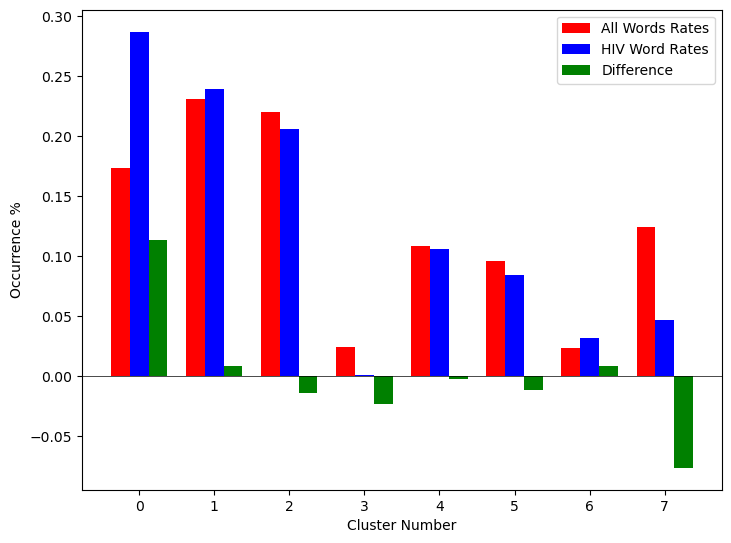 0.30
0.25
0.20
0.15
0.10
0.05
0.00
−0.05
Occurrence %
All Words Rates
HIV Word Rates
Difference
0 1 2 3 4 5 6 7
Cluster Number